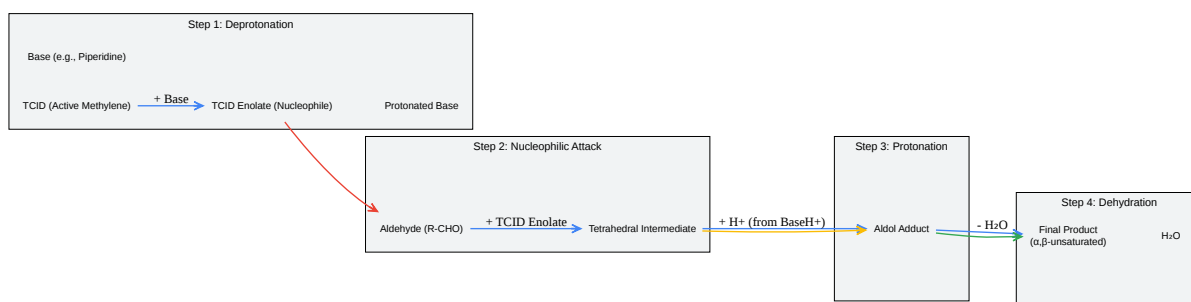 Step 1: Deprotonation
Base (e.g., Piperidine)
TCID (Active Methylene)
+ Base
TCID Enolate (Nucleophile)
Protonated Base
Step 2: Nucleophilic Attack
Aldehyde (R-CHO)
+ TCID Enolate
Tetrahedral Intermediate
+ H+ (from BaseH+)
Step 3: Protonation
Aldol Adduct
- H₂O
Step 4: Dehydration
Final Product
(α,β-unsaturated)
H₂O